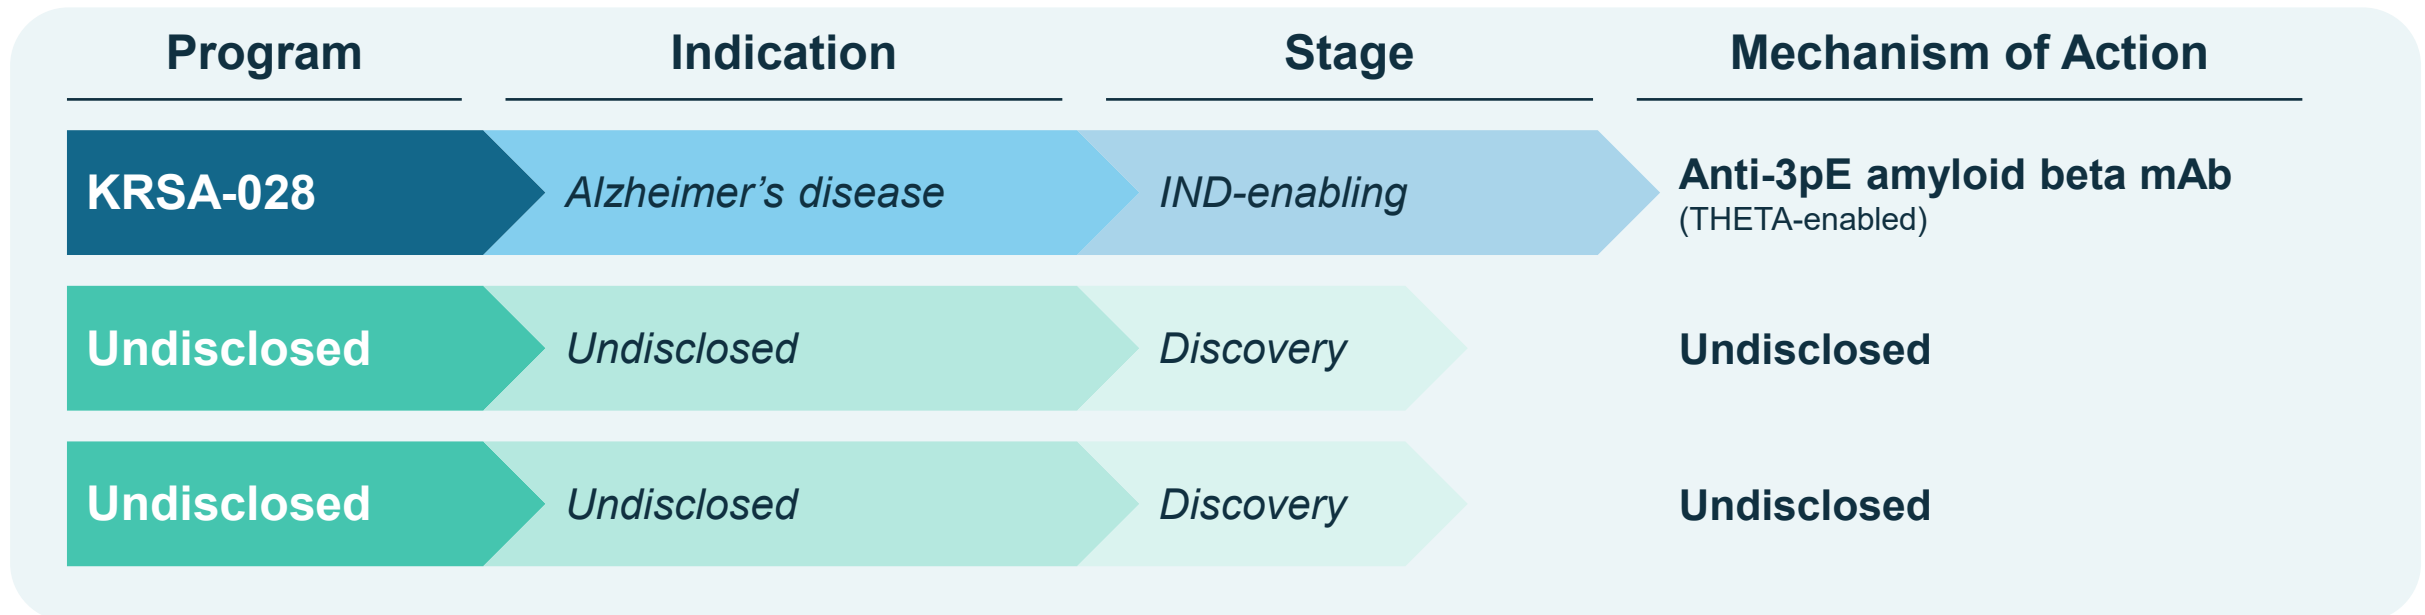 Program Indication Stage Mechanism of Action
KRSA-028 Alzheimer’s disease IND-enabling Anti-3pE amyloid beta mAb
(THETA-enabled)
Undisclosed Undisclosed Discovery Undisclosed
Undisclosed Undisclosed Discovery Undisclosed